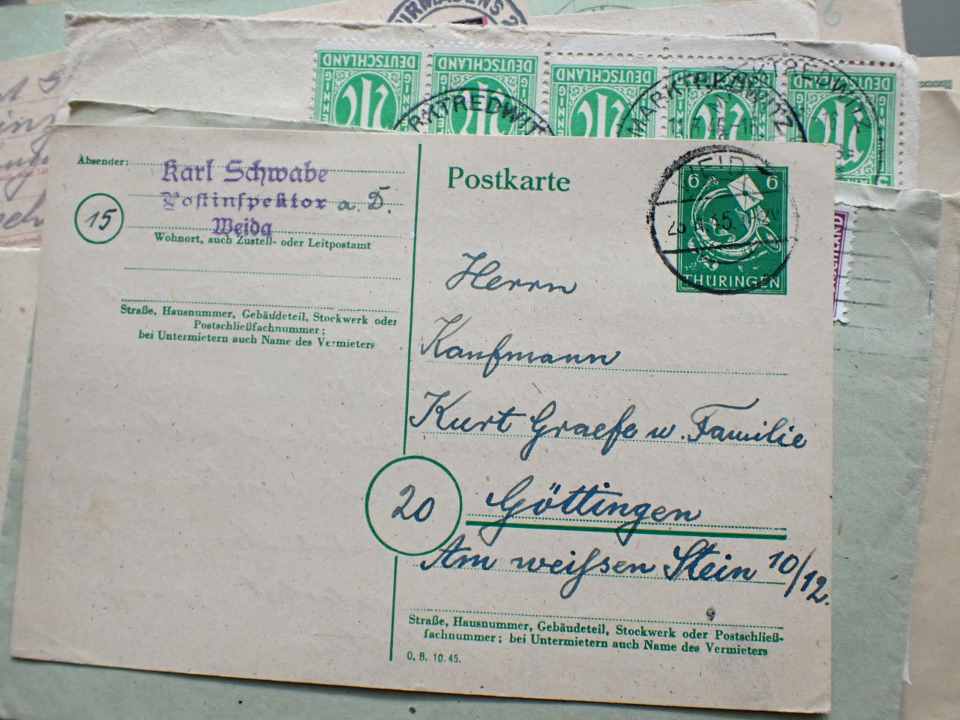 IRMASENS 2
DEUTSCHLAND
DEUTSCHLAND
DEUTSCHLAND
DEUTSCHLAND
MARKTREDWITZ
Absender:
Karl Schwabe
Postinspektor a. D.
Weida
15
Wohnort, auch Zustell- oder Leitpostamt
Straße, Hausnummer, Gebäudeteil, Stockwerk oder
Postschließfachnummer;
bei Untermietern auch Name des Vermieters
Postkarte
6 6
THÜRINGEN
Herrn
Kaufmann
Kurt Graefe u. Familie
20 Göttingen
Am weißen Stein 10/12.
Straße, Hausnummer, Gebäudeteil, Stockwerk oder Postschließ-
fachnummer; bei Untermietern auch Name des Vermieters
O. B. 10. 45.